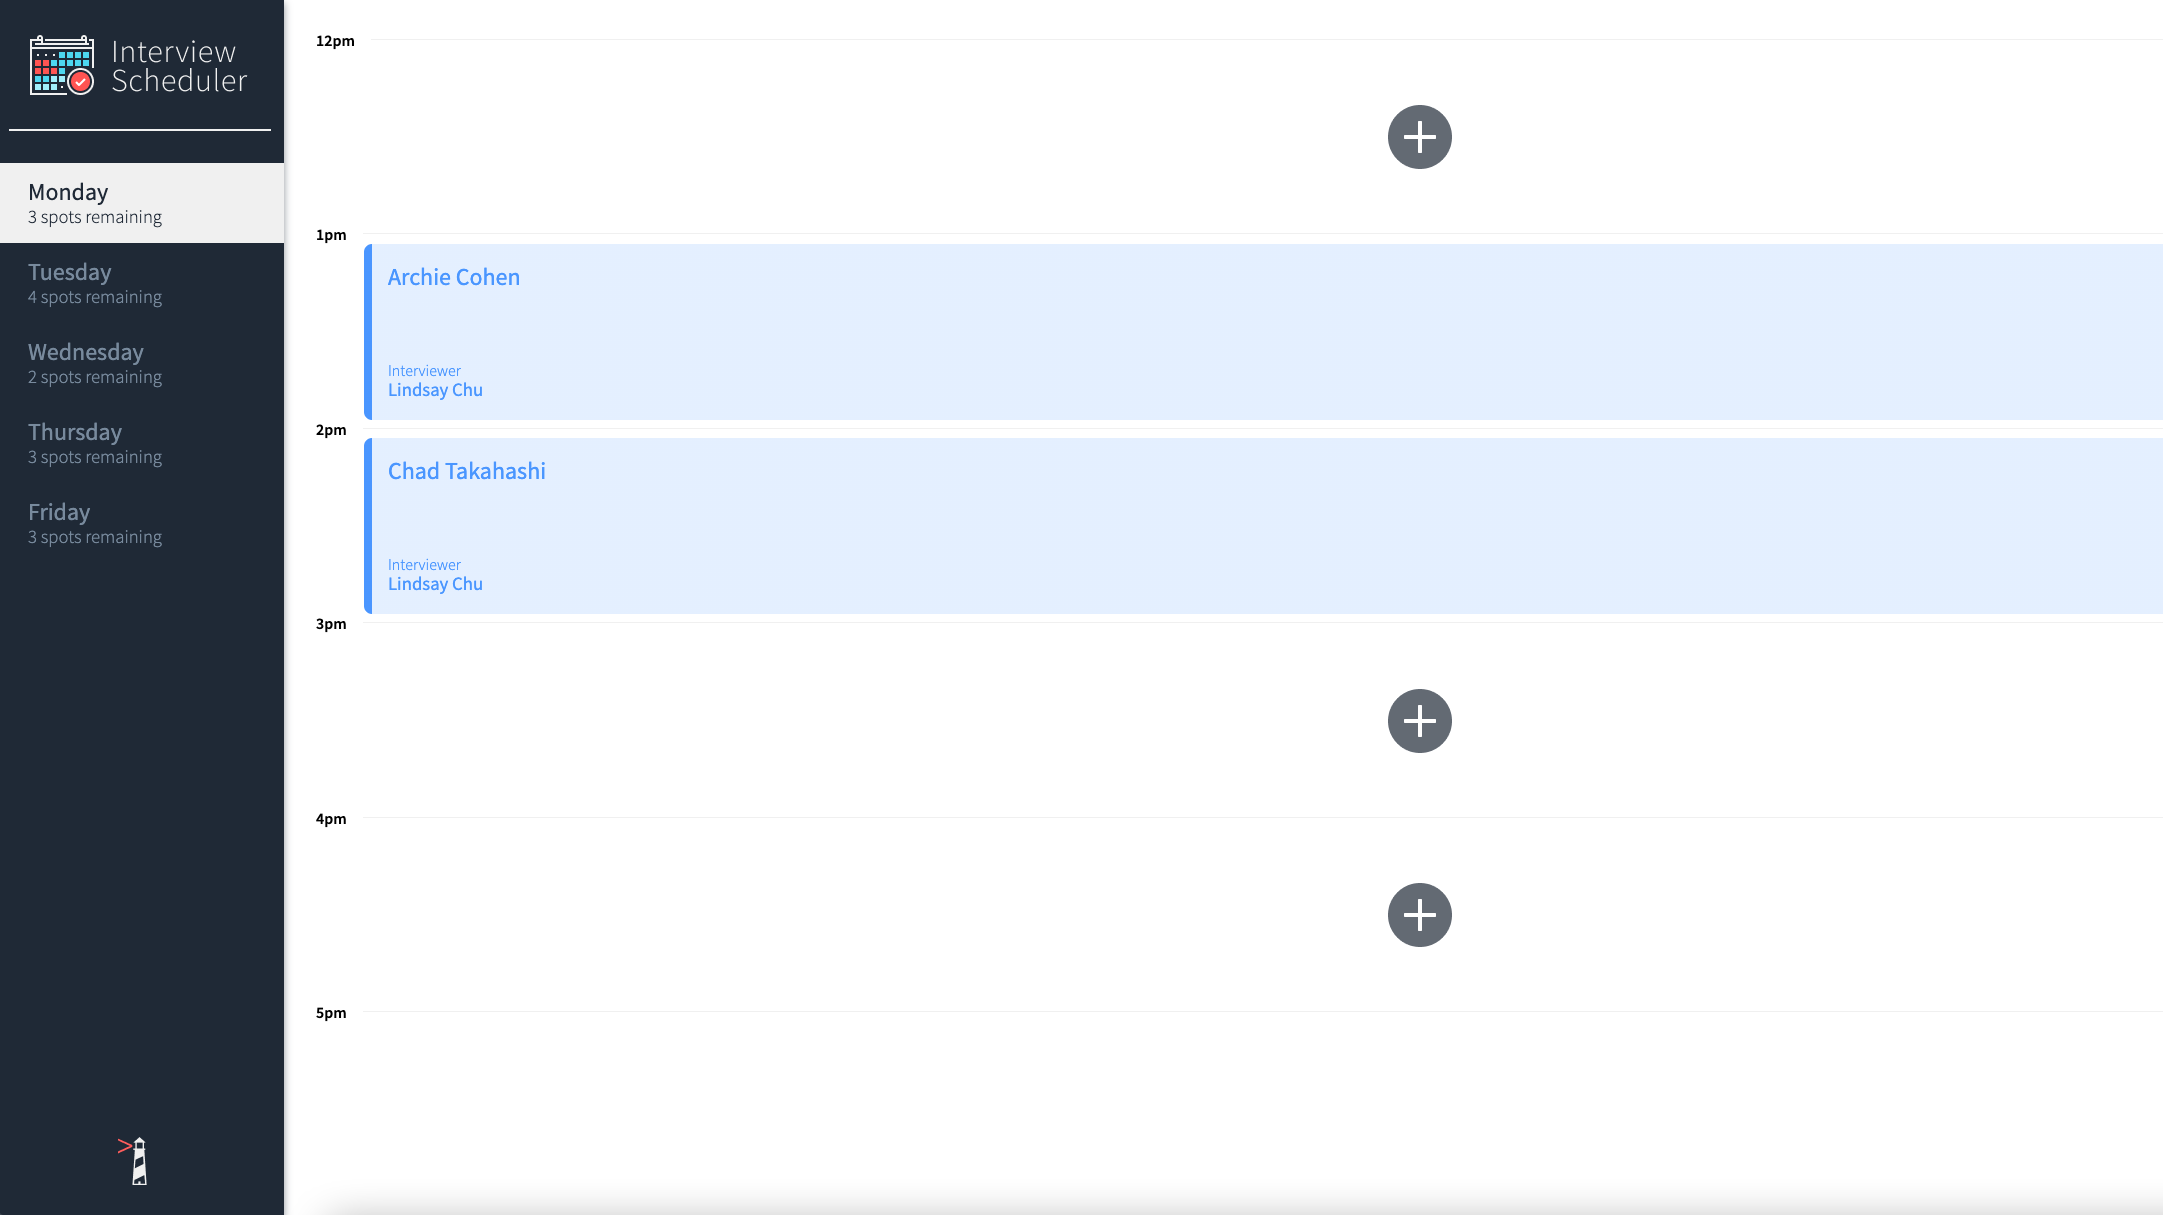 Interview
Scheduler
Monday
3 spots remaining
Tuesday
4 spots remaining
Wednesday
2 spots remaining
Thursday
3 spots remaining
Friday
3 spots remaining
12pm
1pm
Archie Cohen
Interviewer
Lindsay Chu
2pm
Chad Takahashi
Interviewer
Lindsay Chu
3pm
4pm
5pm